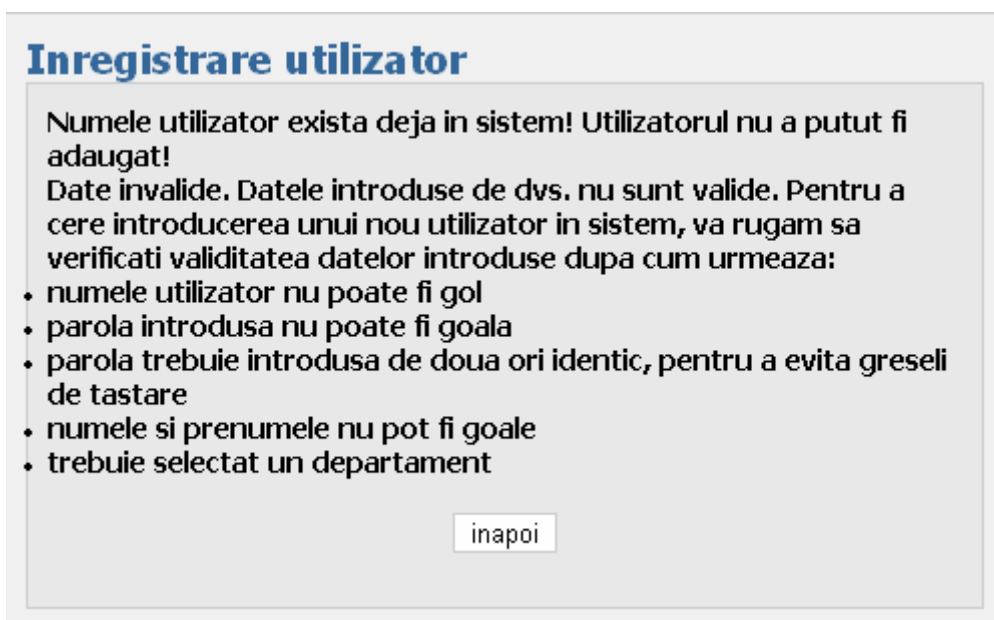 Inregistrare utilizator
Numele utilizator exista deja in sistem! Utilizatorul nu a putut fi
adaugat!
Date invalide. Datele introduse de dvs. nu sunt valide. Pentru a
cere introducerea unui nou utilizator in sistem, va rugam sa
verificati validitatea datelor introduse dupa cum urmeaza:
• numele utilizator nu poate fi gol
• parola introdusa nu poate fi goala
• parola trebuie introdusa de doua ori identic, pentru a evita greseli
de tastare
• numele si prenumele nu pot fi goale
• trebuie selectat un departament
inapoi